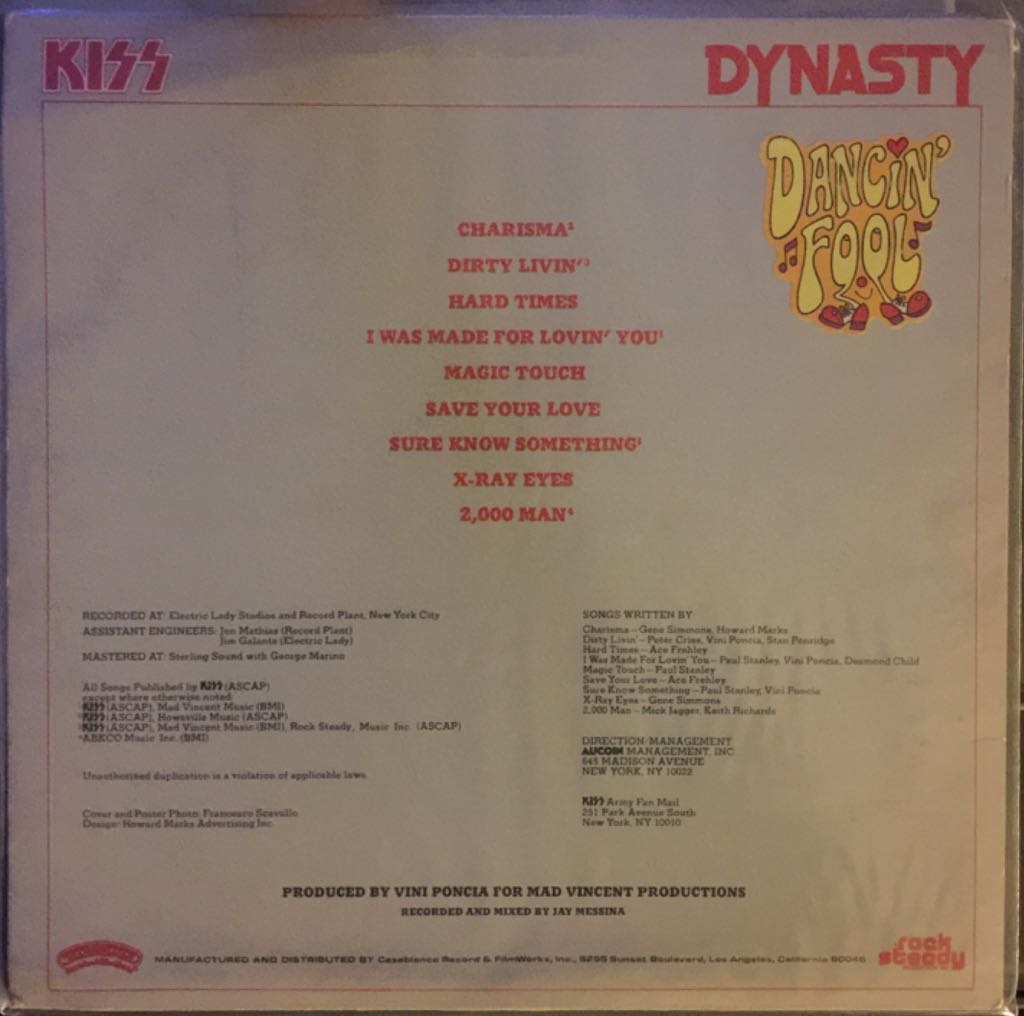 KISS
DYNASTY
DANCIN'
FOOL
CHARISMA²
DIRTY LIVIN'³
HARD TIMES
I WAS MADE FOR LOVIN' YOU¹
MAGIC TOUCH
SAVE YOUR LOVE
SURE KNOW SOMETHING¹
X-RAY EYES
2,000 MAN⁴
RECORDED AT: Electric Lady Studios and Record Plant, New York City
ASSISTANT ENGINEERS: Jon Mathias (Record Plant)
Jim Galante (Electric Lady)
MASTERED AT: Sterling Sound with George Marino
All Songs Published by KISS (ASCAP)
except where otherwise noted:
¹KISS (ASCAP), Mad Vincent Music (BMI)
²KISS (ASCAP), Howsville Music (ASCAP)
³KISS (ASCAP), Mad Vincent Music (BMI), Rock Steady, Music Inc. (ASCAP)
⁴ABKCO Music Inc. (BMI)
Unauthorized duplication is a violation of applicable laws.
Cover and Poster Photo: Francesco Scavullo
Design: Howard Marks Advertising Inc.
SONGS WRITTEN BY
Charisma—Gene Simmons, Howard Marks
Dirty Livin'—Peter Criss, Vini Poncia, Stan Penridge
Hard Times—Ace Frehley
I Was Made For Lovin' You—Paul Stanley, Vini Poncia, Desmond Child
Magic Touch—Paul Stanley
Save Your Love—Ace Frehley
Sure Know Something—Paul Stanley, Vini Poncia
X-Ray Eyes—Gene Simmons
2,000 Man—Mick Jagger, Keith Richards
DIRECTION/MANAGEMENT
AUCOIN MANAGEMENT, INC.
645 MADISON AVENUE
NEW YORK, NY 10022
KISS Army Fan Mail
251 Park Avenue South
New York, NY 10010
PRODUCED BY VINI PONCIA FOR MAD VINCENT PRODUCTIONS
RECORDED AND MIXED BY JAY MESSINA
MANUFACTURED AND DISTRIBUTED BY Casablanca Record & FilmWorks, Inc., 8255 Sunset Boulevard, Los Angeles, California 90046
rock
steady